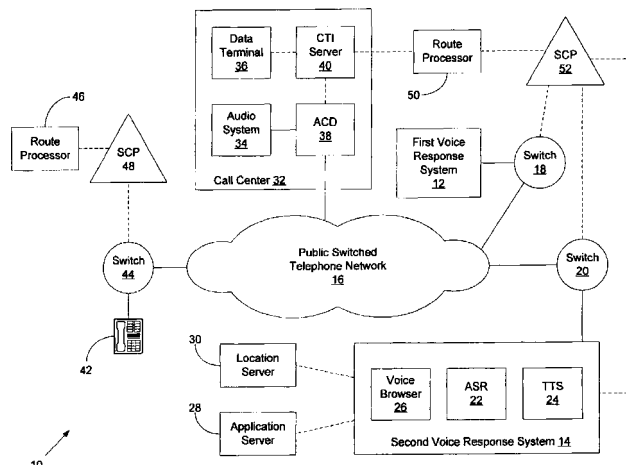 Data
Terminal
36
CTI
Server
40
Route
Processor
50
SCP
52
46
Route
Processor
SCP
48
Audio
System
34
ACD
38
Call Center 32
First Voice
Response
System
12
Switch
18
Public Switched
Telephone Network
16
Switch
44
Switch
20
42
30
Location
Server
28
Application
Server
Voice
Browser
26
ASR
22
TTS
24
Second Voice Response System 14
10